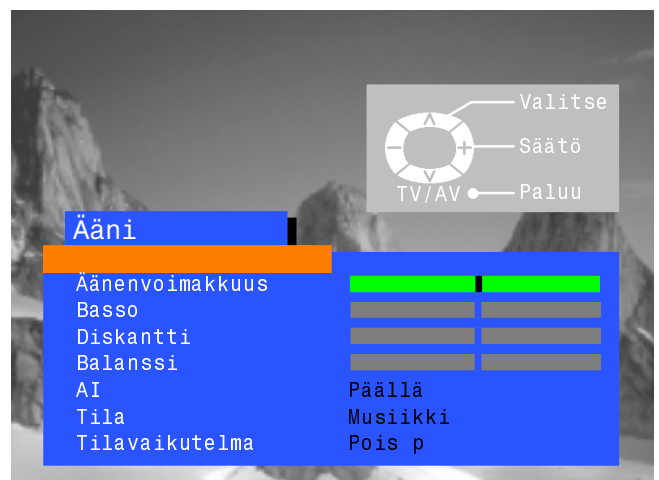 Valitse
Säätö
TV/AV Paluu
Ääni
Äänenvoimakkuus
Basso
Diskantti
Balanssi
AI Päällä
Tila Musiikki
Tilavaikutelma Pois p